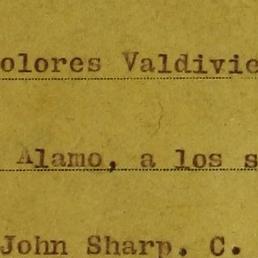 olores Valdivie
Alamo, a los s
John Sharp. C.